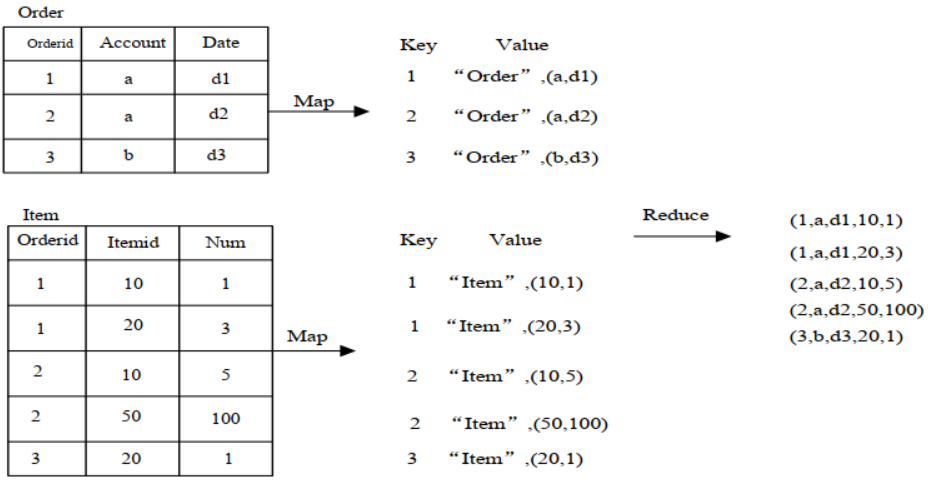 Order
Orderid Account Date
1 a d1
2 a d2
3 b d3
Map
Key Value
1 “Order” ,(a,d1)
2 “Order” ,(a,d2)
3 “Order” ,(b,d3)
Item
Orderid Itemid Num
1 10 1
1 20 3
2 10 5
2 50 100
3 20 1
Map
Key Value
1 “Item” ,(10,1)
1 “Item” ,(20,3)
2 “Item” ,(10,5)
2 “Item” ,(50,100)
3 “Item” ,(20,1)
Reduce
(1,a,d1,10,1)
(1,a,d1,20,3)
(2,a,d2,10,5)
(2,a,d2,50,100)
(3,b,d3,20,1)